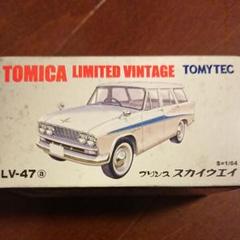 TOMICA LIMITED VINTAGE TOMYTEC
S=1/64
LV-47 ⓐ プリンス スカイウエイ